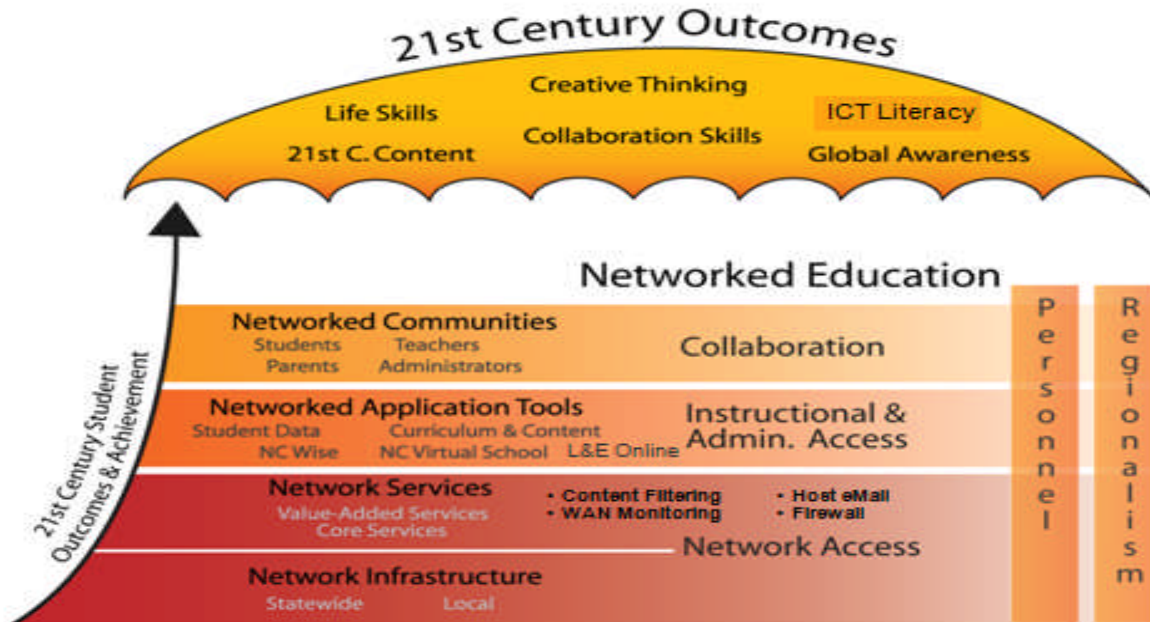 21st Century Outcomes
Creative Thinking
Life Skills
ICT Literacy
Collaboration Skills
21st C. Content
Global Awareness
Networked Education
Networked Communities
Students Teachers
Parents Administrators
Collaboration
Networked Application Tools
Student Data Curriculum & Content
NC Wise NC Virtual School L&E Online
Instructional &
Admin. Access
Network Services
Value-Added Services
Core Services
• Content Filtering • Host eMail
• WAN Monitoring • Firewall
Network Access
Network Infrastructure
Statewide Local
Personnel
Regionalism
21st Century Student
Outcomes & Achievement